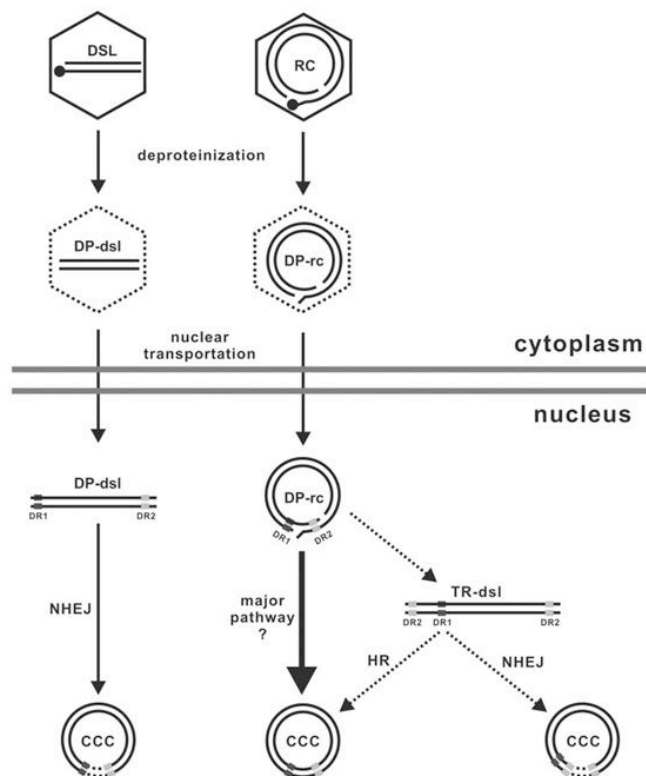 DSL
RC
deproteinization
DP-dsl
DP-rc
nuclear
transportation
cytoplasm
nucleus
DP-dsl
DR1
DR2
DP-rc
DR1
DR2
TR-dsl
DR2
DR1
DR2
NHEJ
major
pathway
?
HR
NHEJ
CCC
CCC
CCC